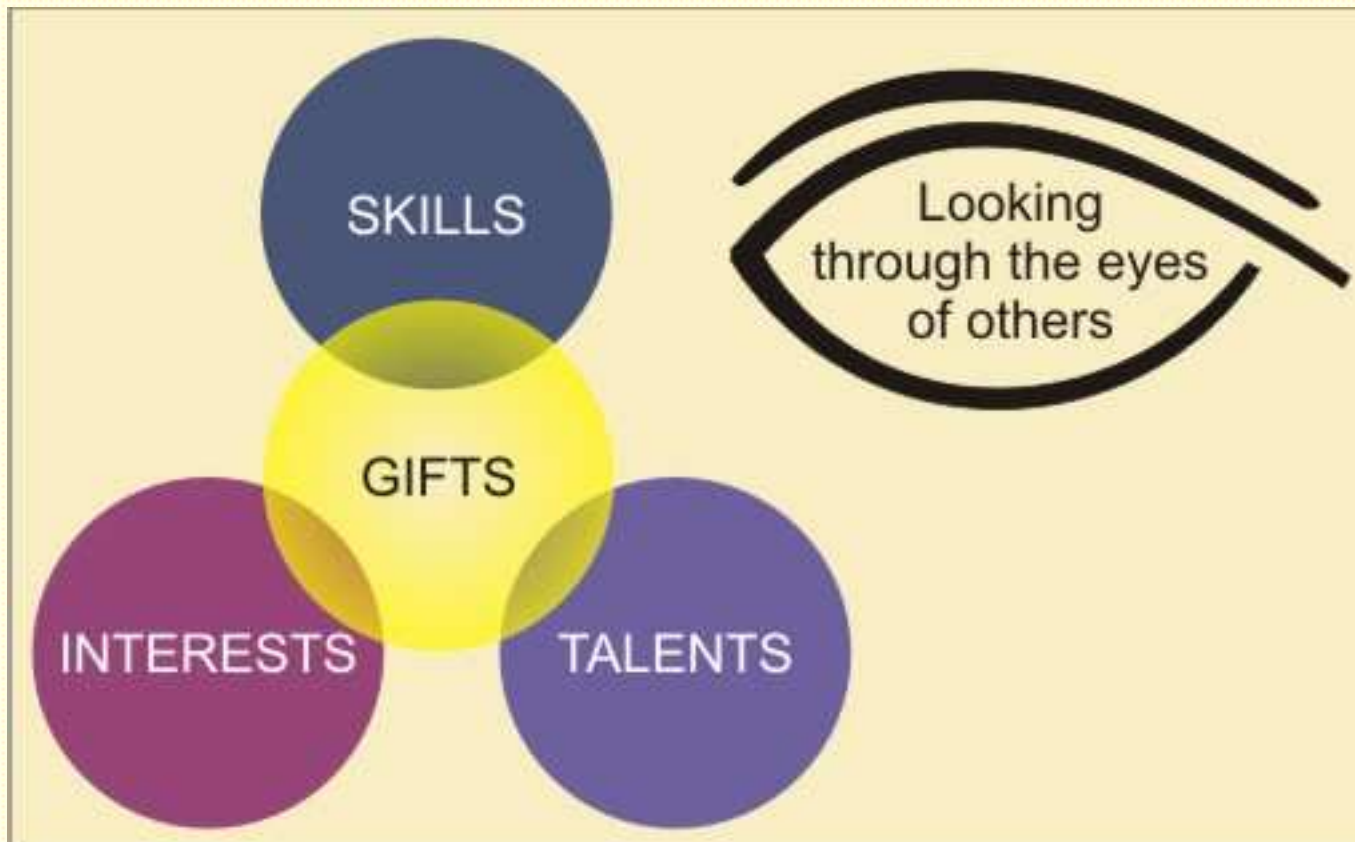 SKILLS
Looking
through the eyes
of others
GIFTS
INTERESTS
TALENTS